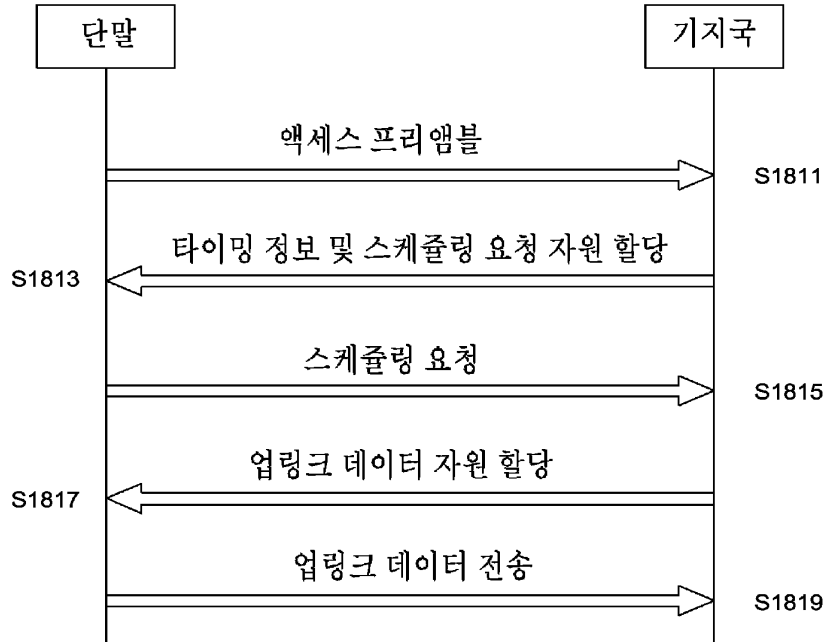 단말
기지국
액세스 프리앰블
S1811
타이밍 정보 및 스케쥴링 요청 자원 할당
S1813
스케쥴링 요청
S1815
업링크 데이터 자원 할당
S1817
업링크 데이터 전송
S1819